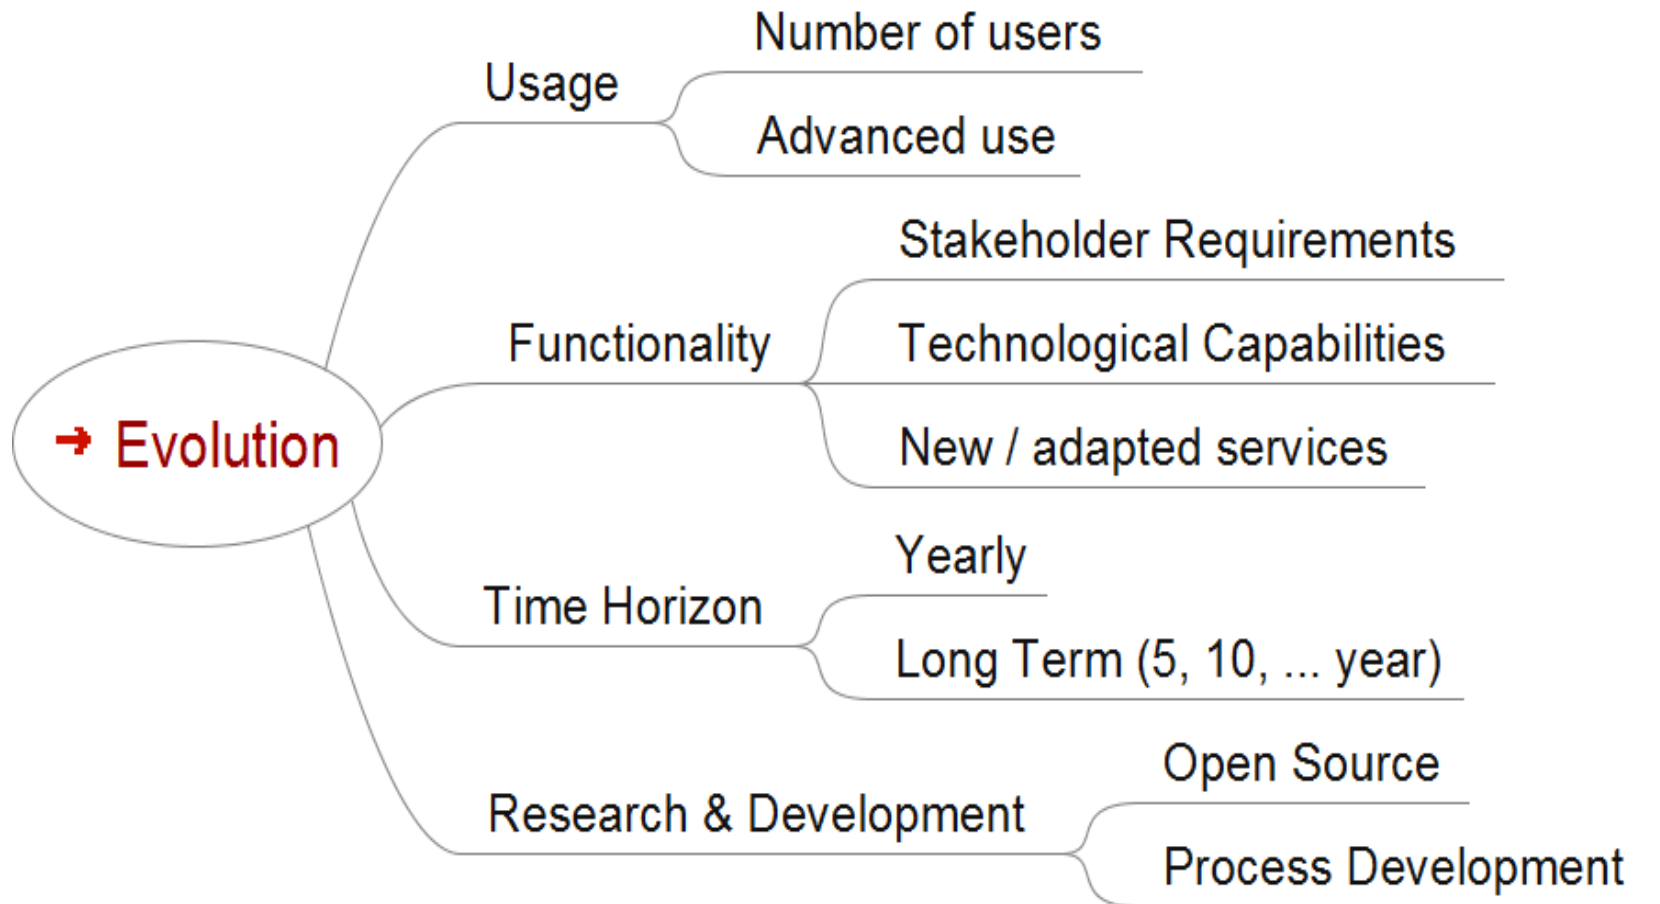 Number of users
Usage
Advanced use
Stakeholder Requirements
Functionality
Technological Capabilities
New / adapted services
Evolution
Yearly
Time Horizon
Long Term (5, 10, ... year)
Open Source
Research & Development
Process Development